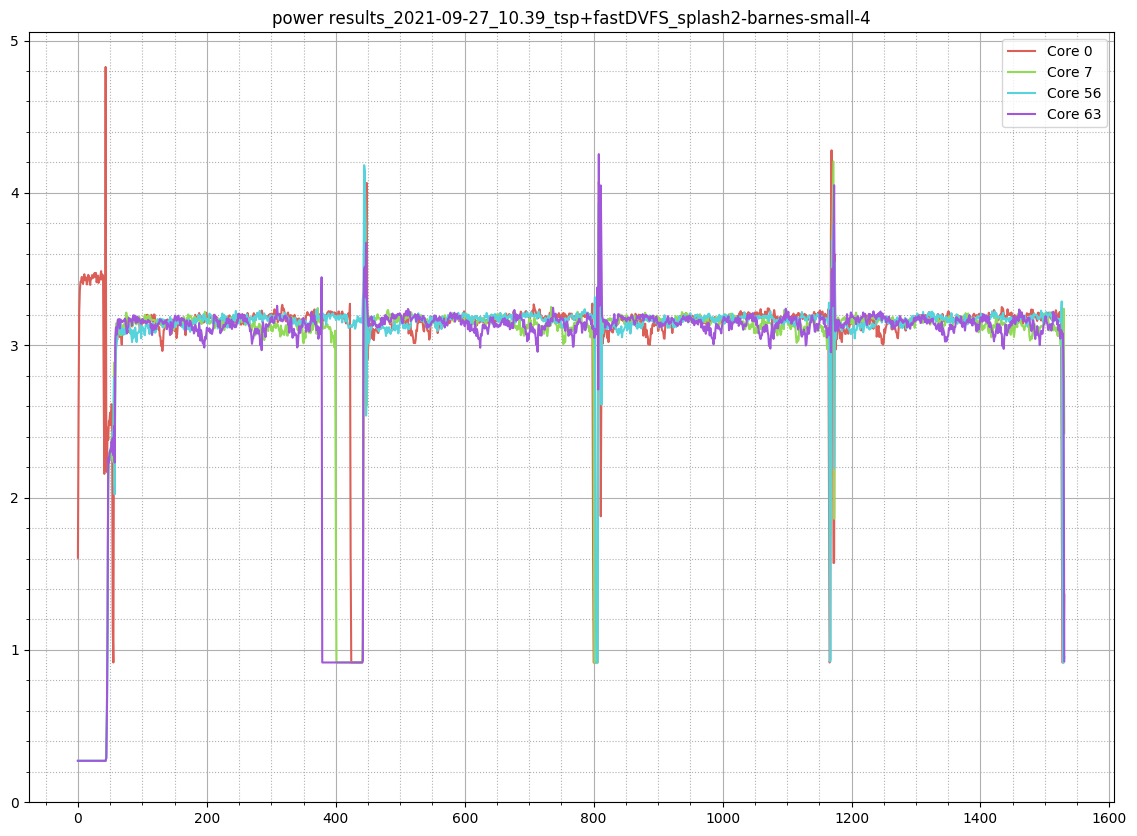 power results_2021-09-27_10.39_tsp+fastDVFS_splash2-barnes-small-4
Core 0
Core 7
Core 56
Core 63
5
4
3
2
1
0
0 200 400 600 800 1000 1200 1400 1600